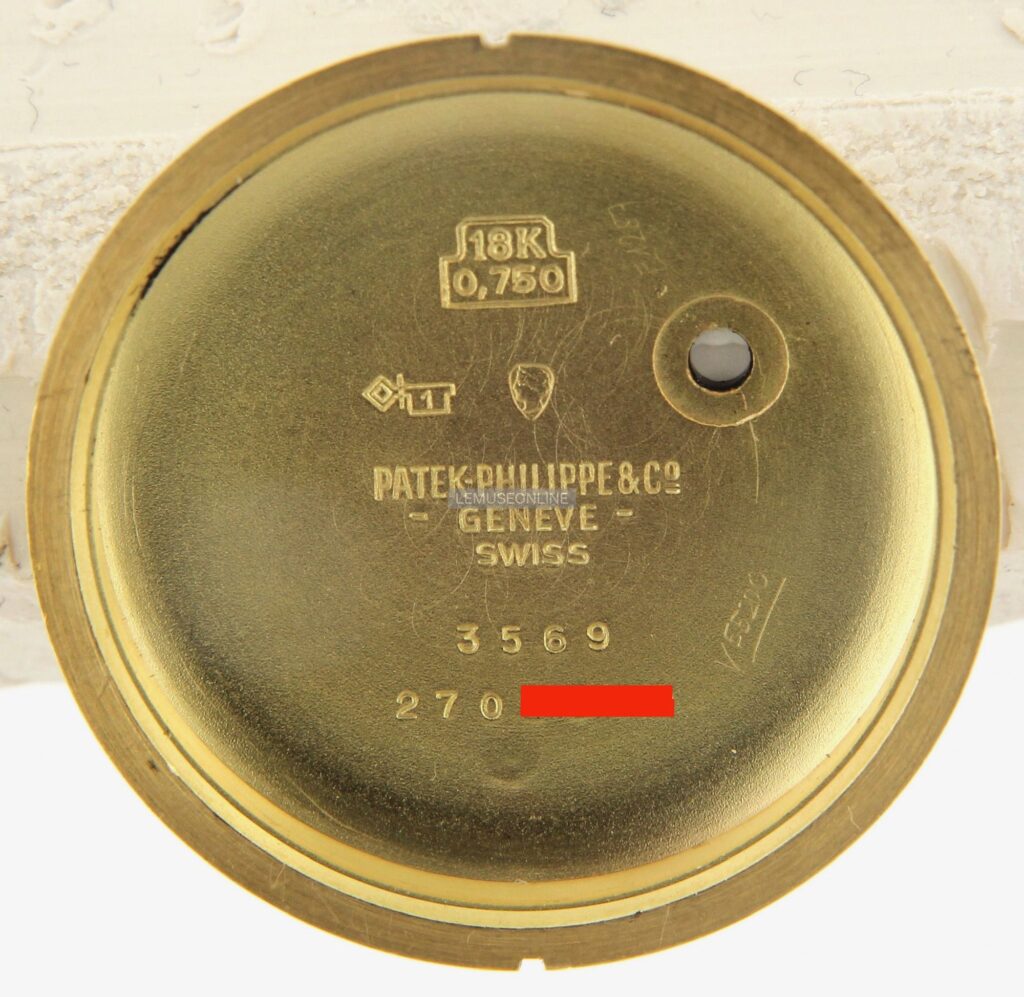 18K
0,750
1
PATEK·PHILIPPE & Cº
LEMUSEONLINE
- GENEVE -
SWISS
3569
270